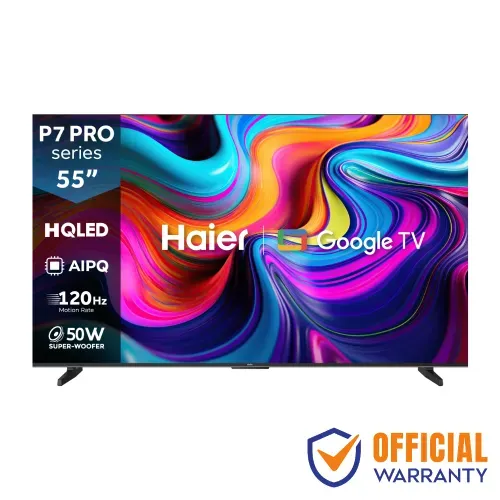 P7 PRO
series
55”
HQLED
AIPQ
120Hz
Motion Rate
50W
SUPER-WOOFER
Haier | Google TV
OFFICIAL
WARRANTY